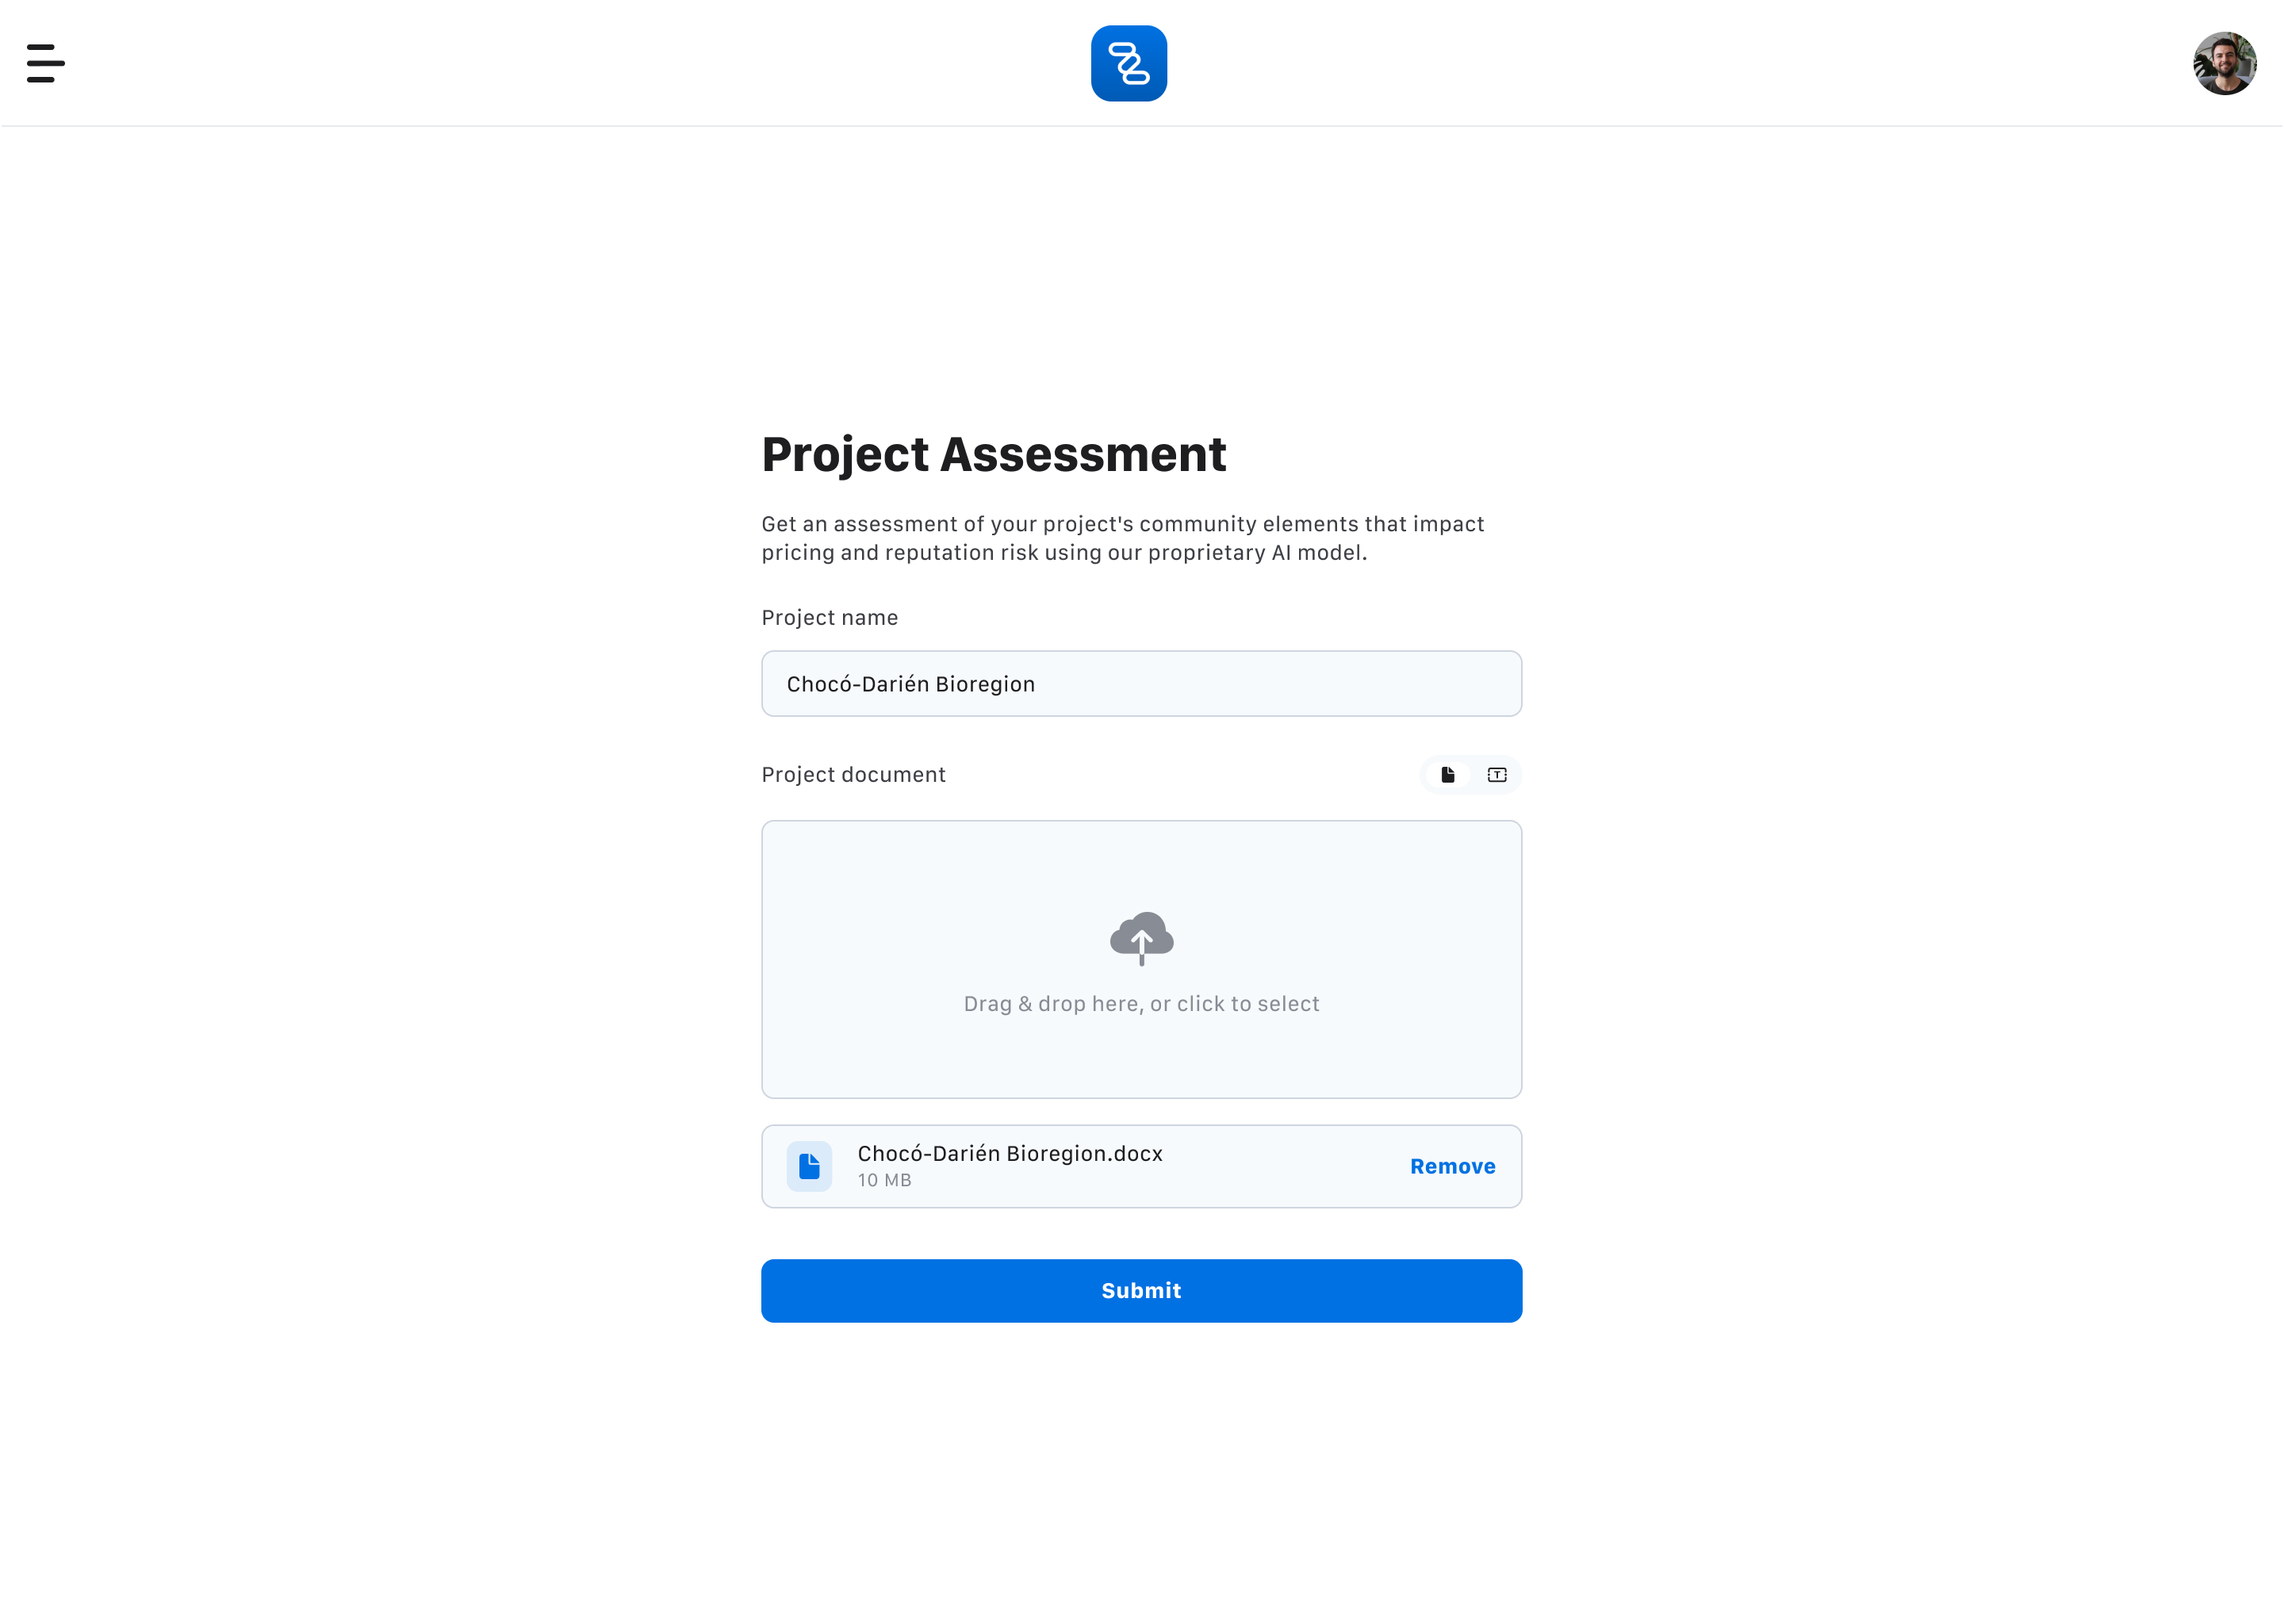 Project Assessment
Get an assessment of your project's community elements that impact
pricing and reputation risk using our proprietary AI model.
Project name
Chocó-Darién Bioregion
Project document
T
Drag & drop here, or click to select
Chocó-Darién Bioregion.docx
10 MB
Remove
Submit